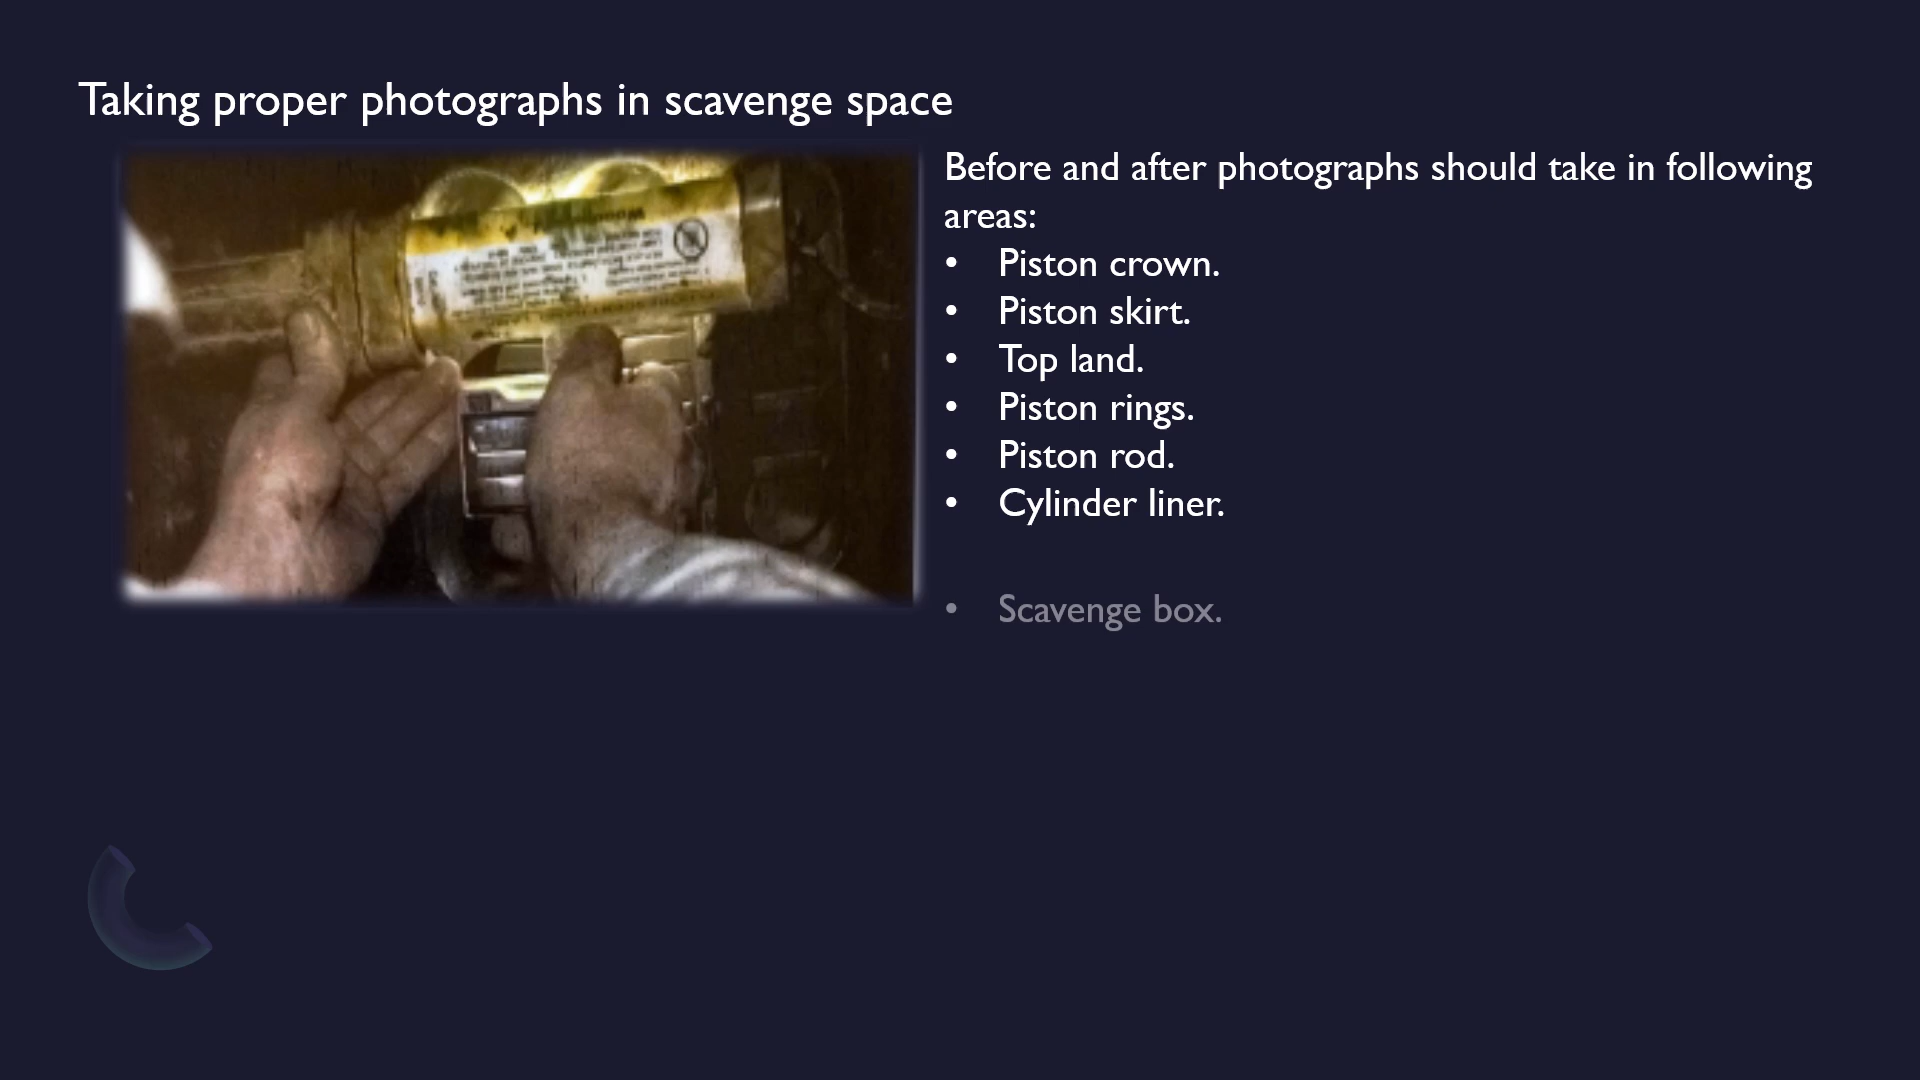 Taking proper photographs in scavenge space
Before and after photographs should take in following
areas:
• Piston crown.
• Piston skirt.
• Top land.
• Piston rings.
• Piston rod.
• Cylinder liner.
• Scavenge box.